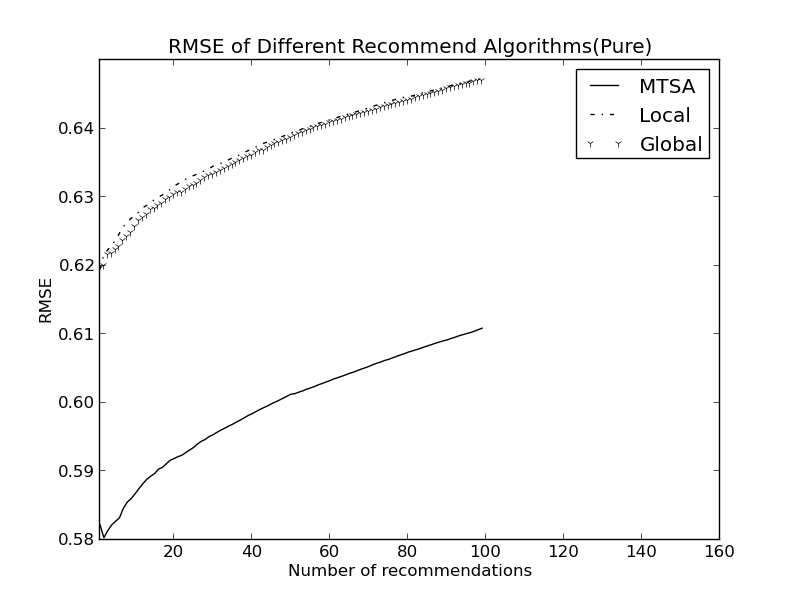 RMSE of Different Recommend Algorithms(Pure)
MTSA
Local
Global
RMSE
0.64
0.63
0.62
0.61
0.60
0.59
0.58
20
40
60
80
100
120
140
160
Number of recommendations